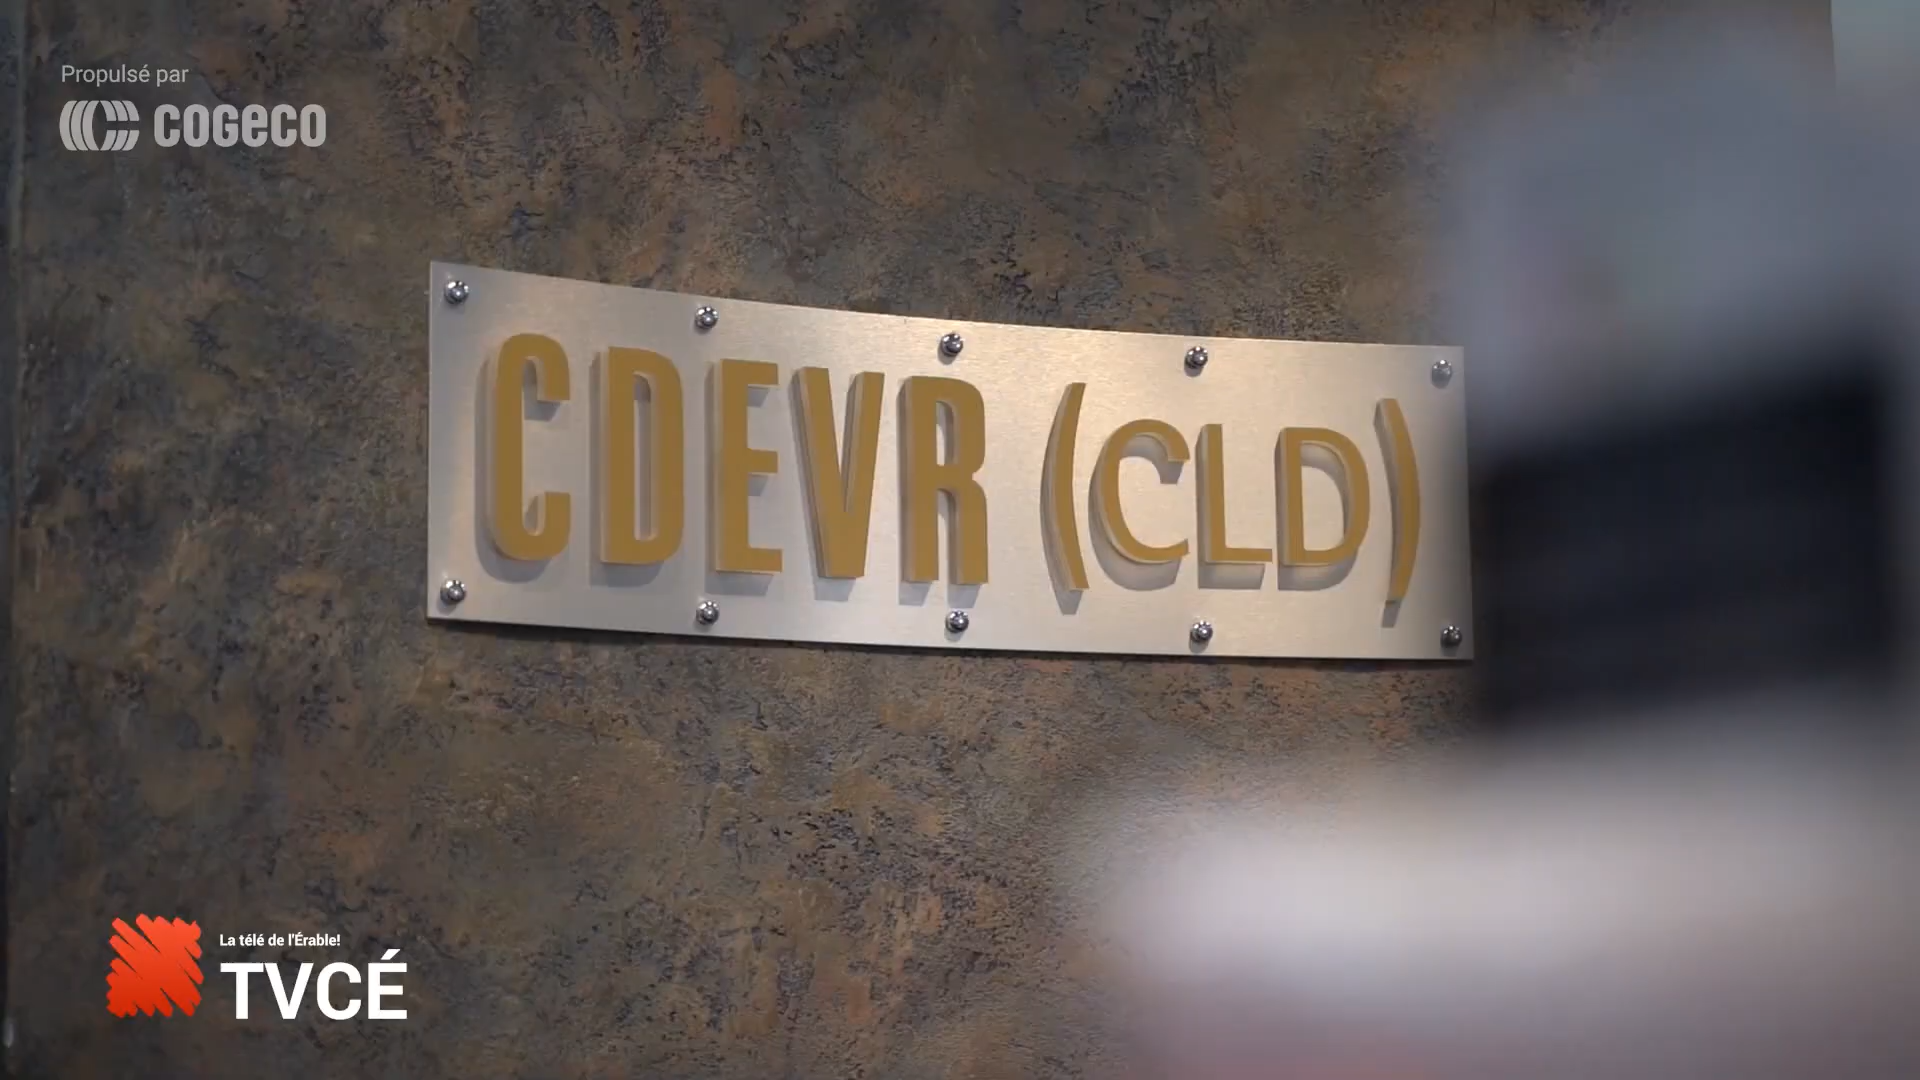 Propulsé par
COGECO
CDEVR (CLD)
La télé de l'Érable!
TVCÉ